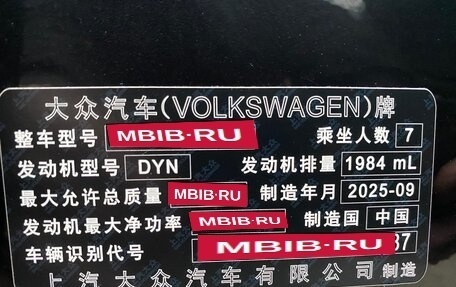 大众汽车(VOLKSWAGEN)牌
整车型号 MBIB·RU 乘坐人数 7
发动机型号 DYN 发动机排量 1984 mL
最大允许总质量 MBIB·RU 制造年月 2025-09
发动机最大净功率 MBIB·RU 制造国 中国
车辆识别代号 MBIB·RU 37
上汽大众汽车有限公司 制造